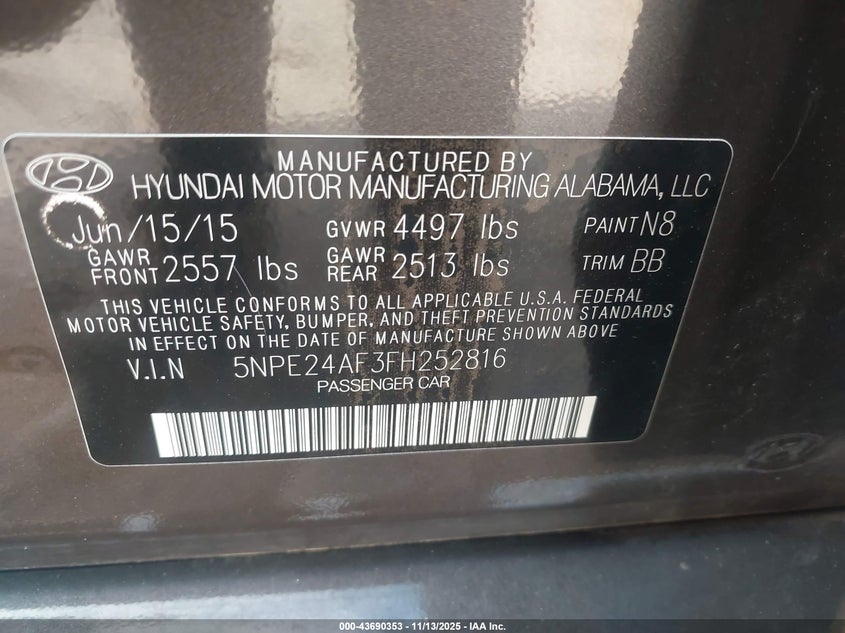 MANUFACTURED BY
HYUNDAI MOTOR MANUFACTURING ALABAMA, LLC
Jun/15/15 GVWR 4497 lbs PAINT N8
GAWR FRONT 2557 lbs GAWR REAR 2513 lbs TRIM BB
THIS VEHICLE CONFORMS TO ALL APPLICABLE U.S.A. FEDERAL
MOTOR VEHICLE SAFETY, BUMPER, AND THEFT PREVENTION STANDARDS
IN EFFECT ON THE DATE OF MANUFACTURE SHOWN ABOVE
V.I.N 5NPE24AF3FH252816
PASSENGER CAR
000-43690353 - 11/13/2025 - IAA Inc.